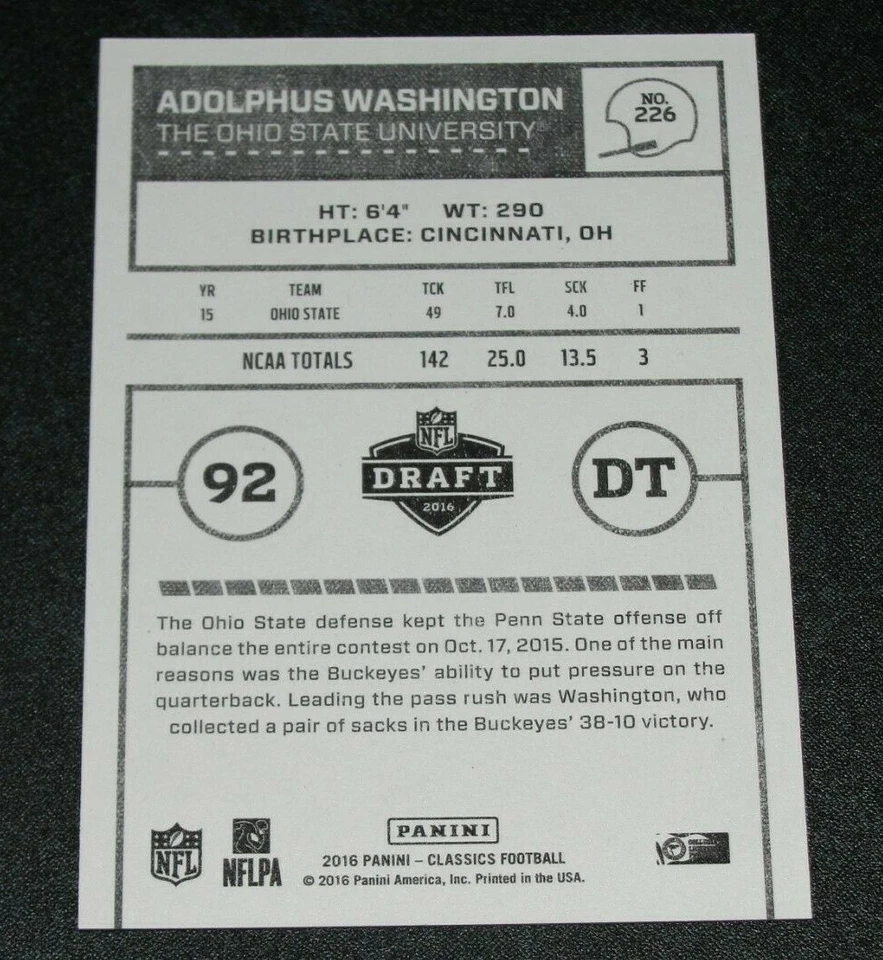 ADOLPHUS WASHINGTON
THE OHIO STATE UNIVERSITY
NO.
226
HT: 6'4" WT: 290
BIRTHPLACE: CINCINNATI, OH
YR TEAM TCK TFL SCK FF
15 OHIO STATE 49 7.0 4.0 1
NCAA TOTALS 142 25.0 13.5 3
92
NFL
DRAFT
2016
DT
The Ohio State defense kept the Penn State offense off
balance the entire contest on Oct. 17, 2015. One of the main
reasons was the Buckeyes' ability to put pressure on the
quarterback. Leading the pass rush was Washington, who
collected a pair of sacks in the Buckeyes' 38-10 victory.
NFL
NFLPA
PANINI
2016 PANINI – CLASSICS FOOTBALL
© 2016 Panini America, Inc. Printed in the USA.